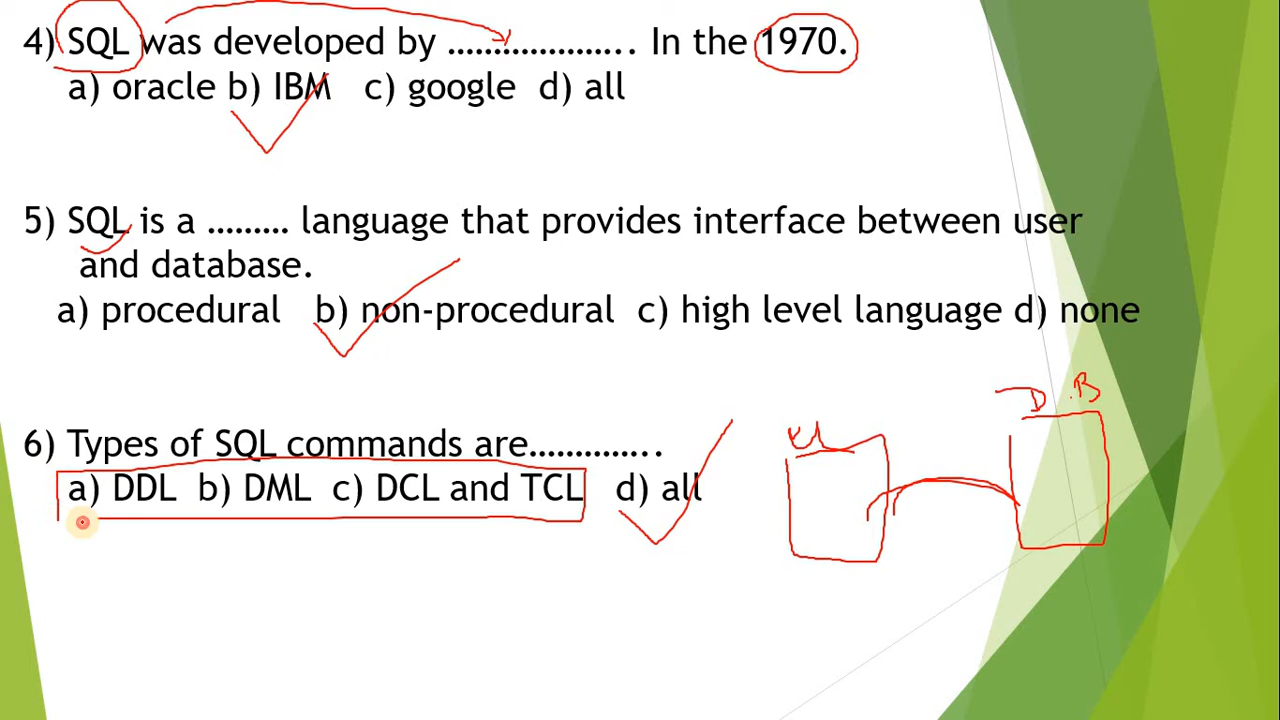 4) SQL was developed by ………………….. In the 1970.
a) oracle b) IBM c) google d) all
5) SQL is a ……… language that provides interface between user
and database.
a) procedural b) non-procedural c) high level language d) none
6) Types of SQL commands are…………..
a) DDL b) DML c) DCL and TCL d) all
D.B